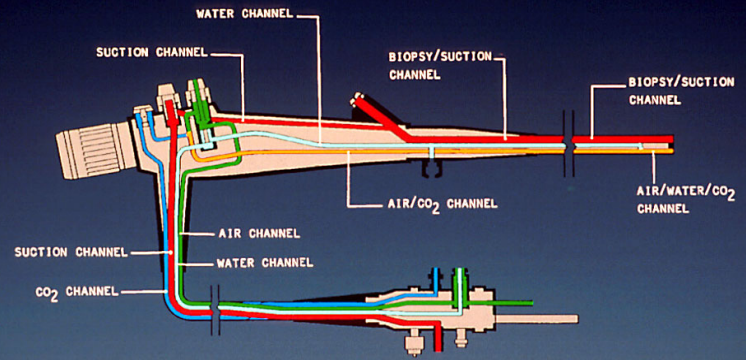 WATER CHANNEL
SUCTION CHANNEL
BIOPSY/SUCTION
CHANNEL
BIOPSY/SUCTION
CHANNEL
AIR/WATER/CO2
CHANNEL
AIR/CO2 CHANNEL
AIR CHANNEL
SUCTION CHANNEL
WATER CHANNEL
CO2 CHANNEL